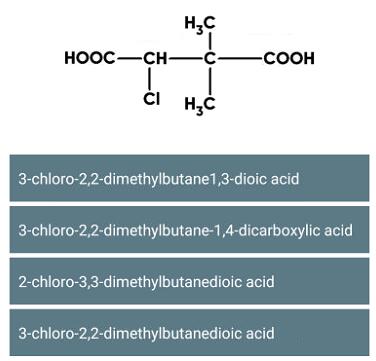 H₃C
HOOC—CH—C—COOH
Cl H₃C
3-chloro-2,2-dimethylbutane1,3-dioic acid
3-chloro-2,2-dimethylbutane-1,4-dicarboxylic acid
2-chloro-3,3-dimethylbutanedioic acid
3-chloro-2,2-dimethylbutanedioic acid